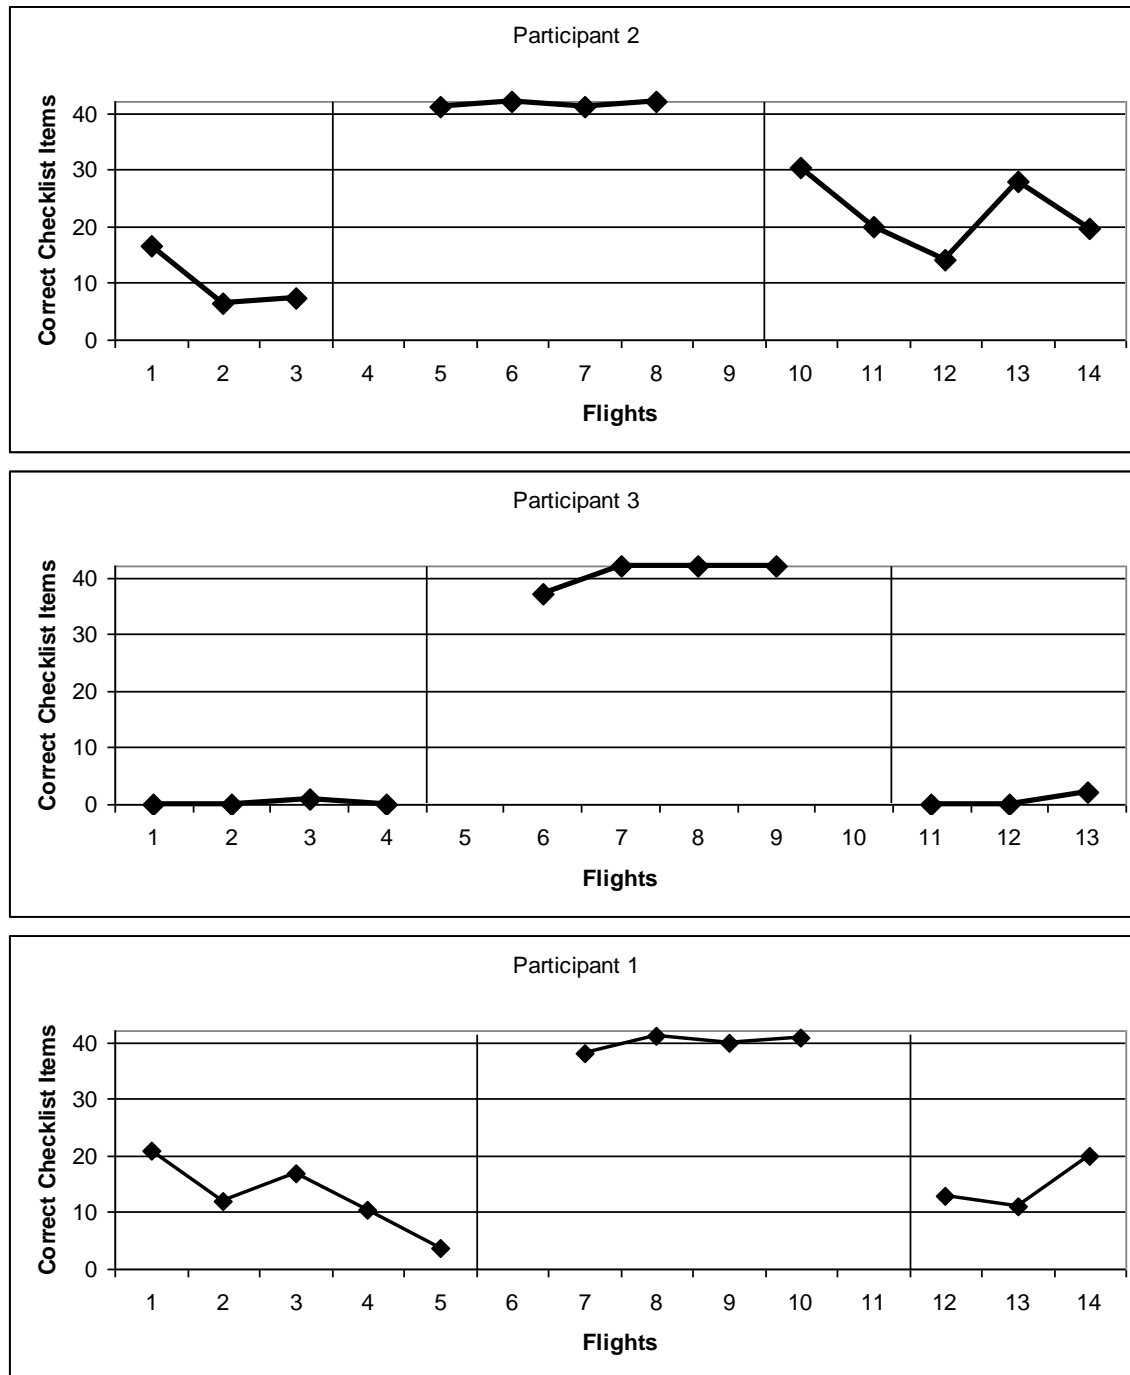 Participant 2
Correct Checklist Items
40
30
20
10
0
1 2 3 4 5 6 7 8 9 10 11 12 13 14
Flights
Participant 3
Correct Checklist Items
40
30
20
10
0
1 2 3 4 5 6 7 8 9 10 11 12 13
Flights
Participant 1
Correct Checklist Items
40
30
20
10
0
1 2 3 4 5 6 7 8 9 10 11 12 13 14
Flights